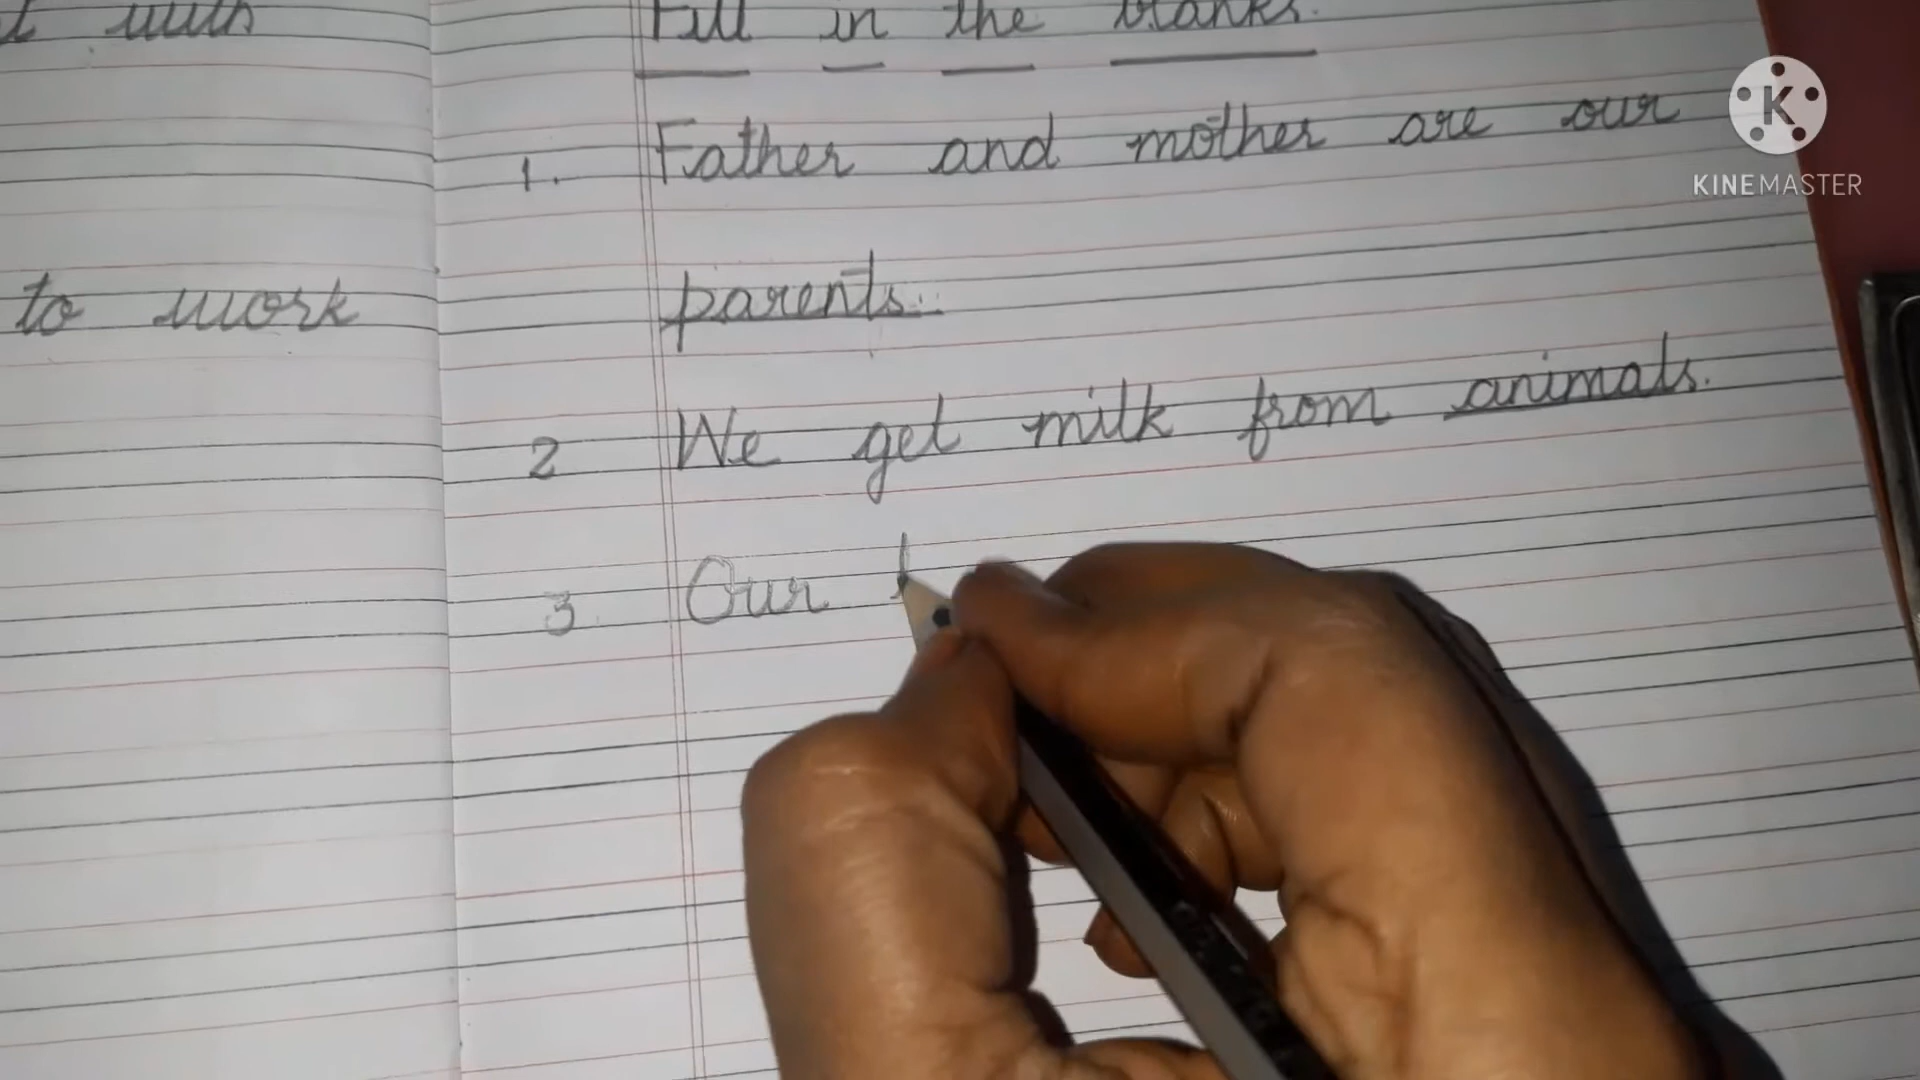 Fill in the blanks.
1. Father and mother are our
parents.
2 We get milk from animals.
3. Our
with
to work
KINEMASTER